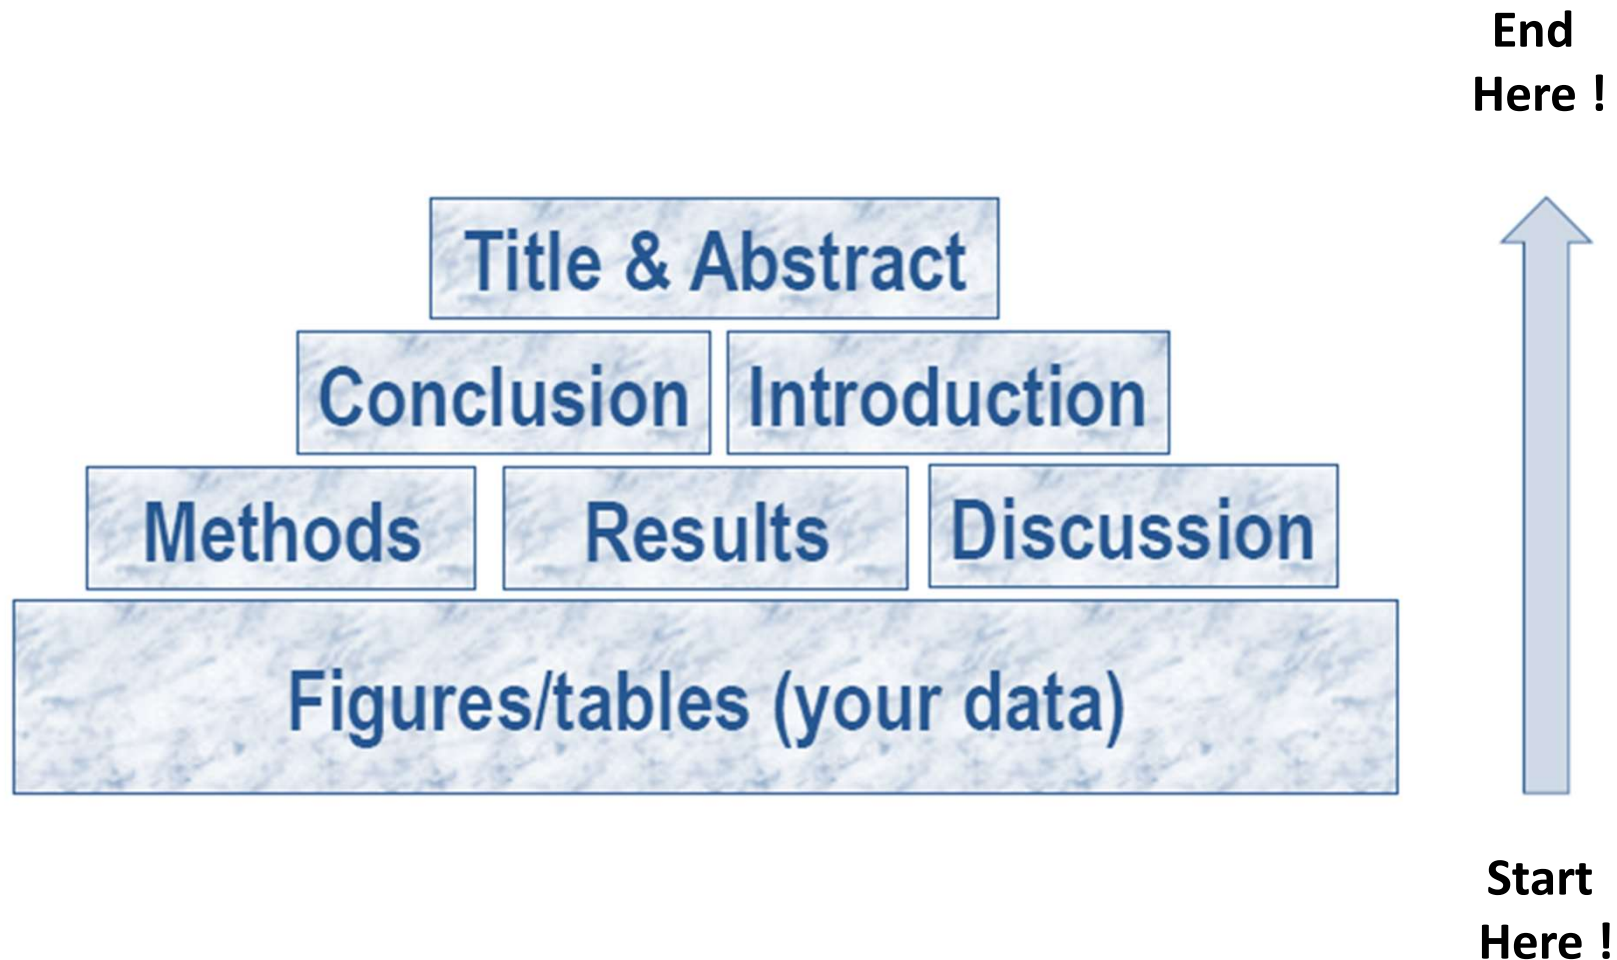 End
Here !
Title & Abstract
Conclusion
Introduction
Methods
Results
Discussion
Figures/tables (your data)
Start
Here !